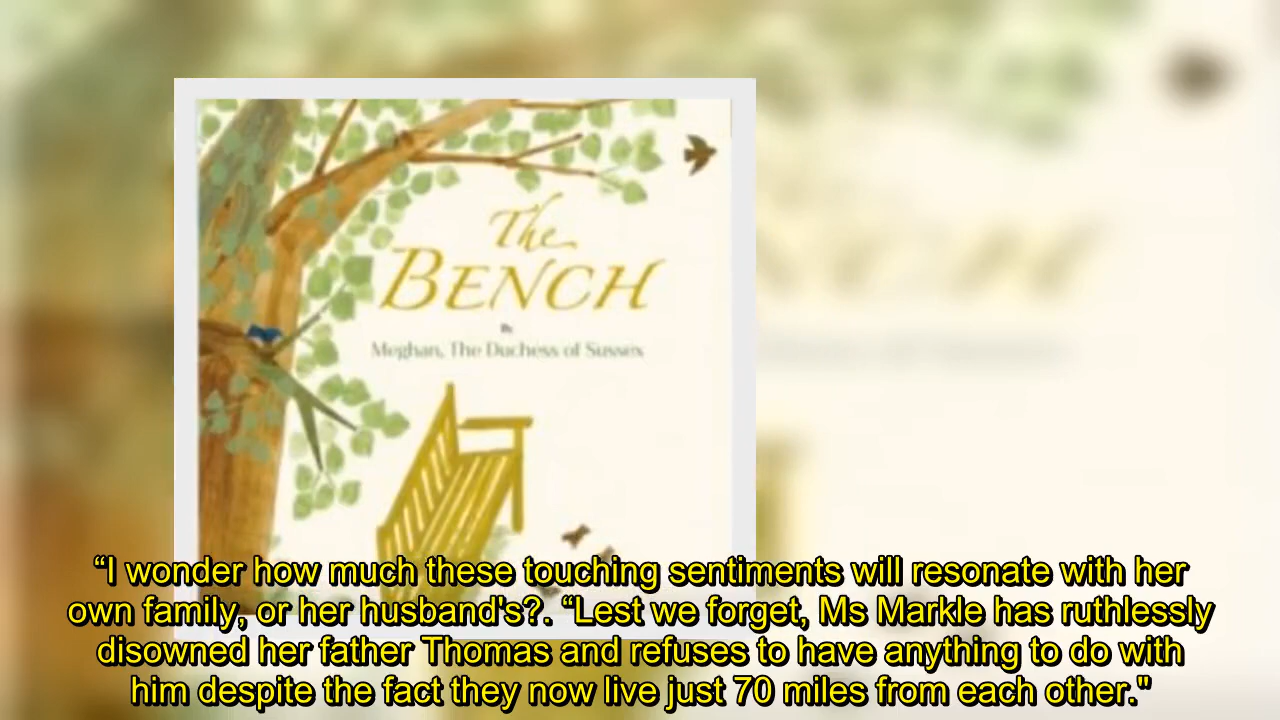 The
BENCH
By
Meghan, The Duchess of Sussex
“I wonder how much these touching sentiments will resonate with her
own family, or her husband's?. “Lest we forget, Ms Markle has ruthlessly
disowned her father Thomas and refuses to have anything to do with
him despite the fact they now live just 70 miles from each other."